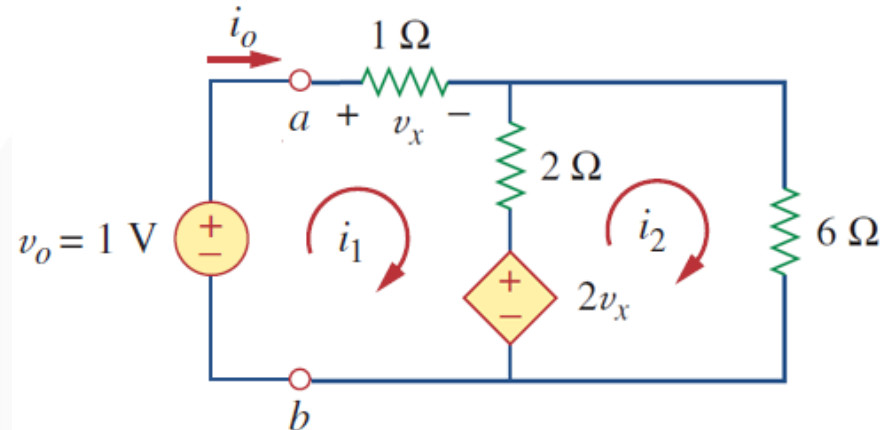 i_o
1 Ω
a + v_x −
2 Ω
v_o = 1 V
+
−
i_1
i_2
6 Ω
+
−
2v_x
b